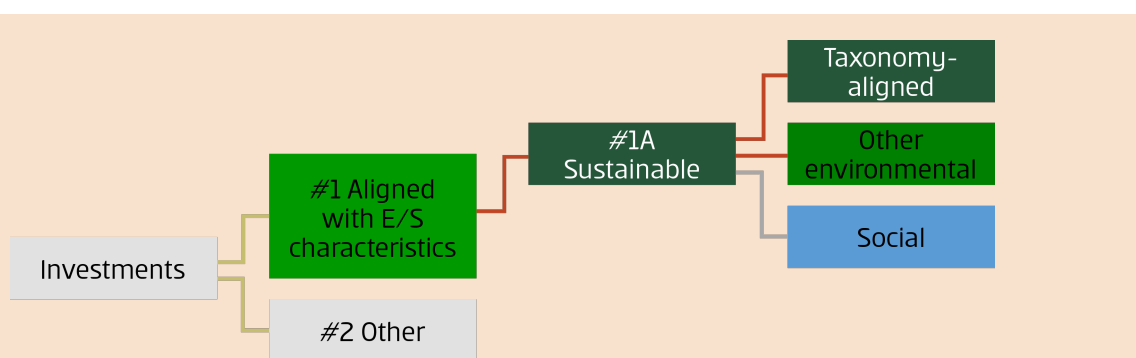 Taxonomy-
aligned
#1A
Sustainable
Other
environmental
#1 Aligned
with E/S
characteristics
Social
Investments
#2 Other